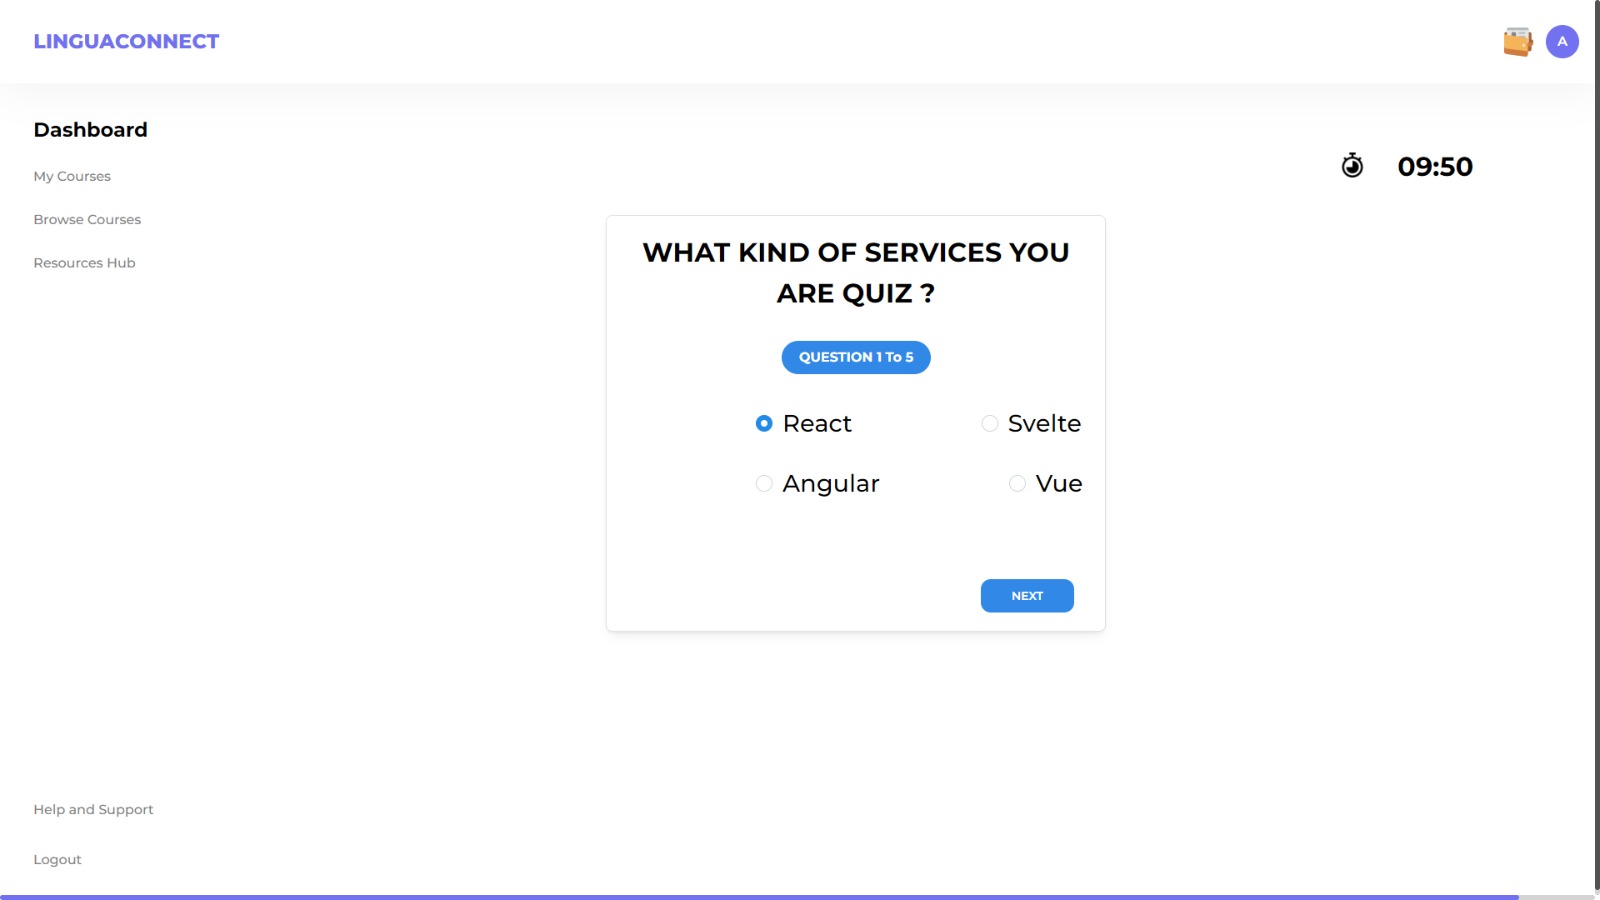 LINGUACONNECT
A
Dashboard
My Courses
Browse Courses
Resources Hub
09:50
WHAT KIND OF SERVICES YOU
ARE QUIZ ?
QUESTION 1 To 5
React
Svelte
Angular
Vue
NEXT
Help and Support
Logout